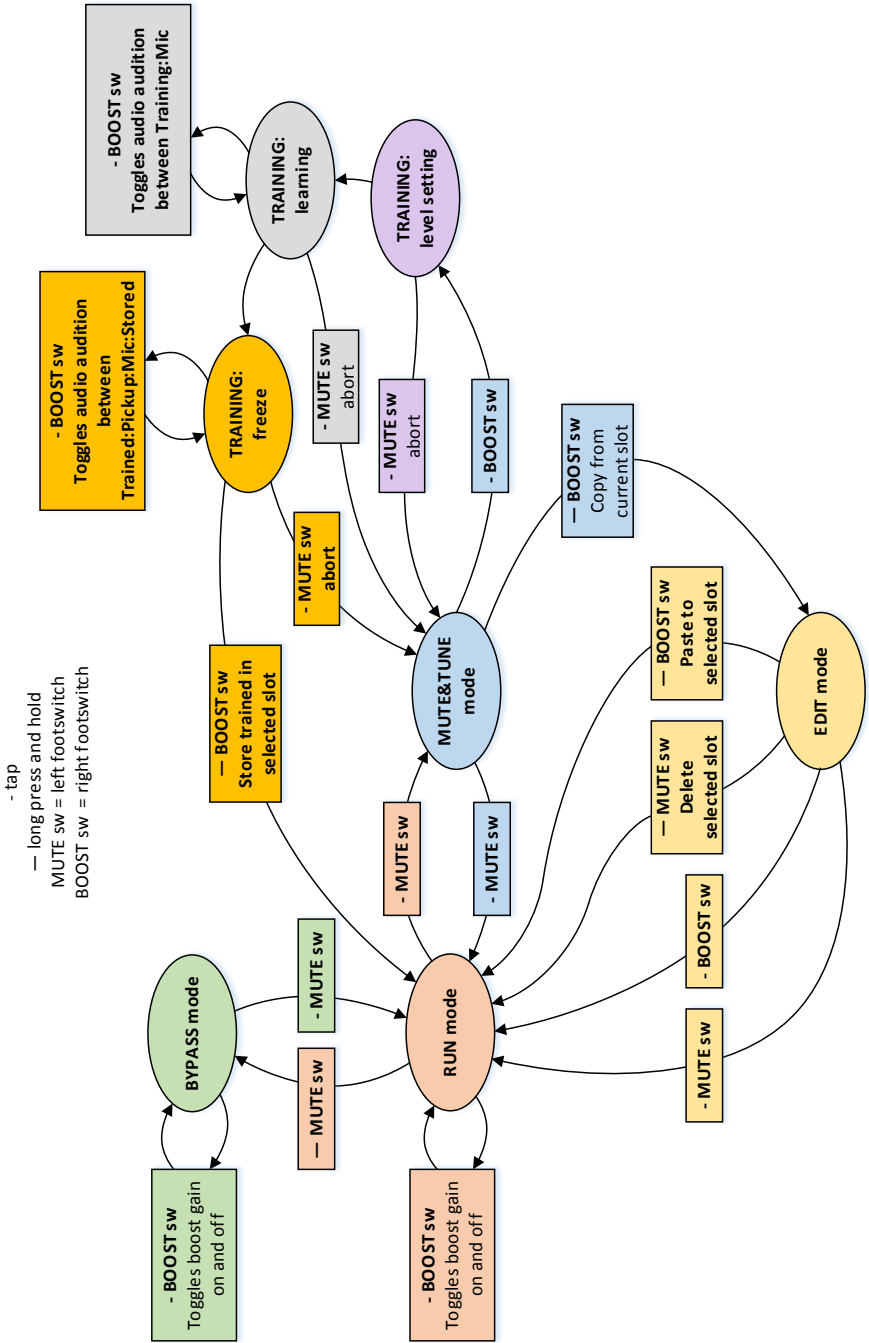 - tap
— long press and hold
MUTE sw = left footswitch
BOOST sw = right footswitch
- BOOST sw
Toggles boost gain
on and off
BYPASS mode
— MUTE sw
- MUTE sw
- BOOST sw
Toggles boost gain
on and off
RUN mode
- MUTE sw
- MUTE sw
— BOOST sw
Store trained in
selected slot
- MUTE sw
abort
TRAINING:
freeze
- BOOST sw
Toggles audio audition
between
Trained:Pickup:Mic:Stored
- BOOST sw
Toggles audio audition
between Training:Mic
TRAINING:
learning
- MUTE sw
abort
TRAINING:
level setting
- MUTE sw
abort
- BOOST sw
MUTE&TUNE
mode
— BOOST sw
Copy from
current slot
- MUTE sw
- BOOST sw
— MUTE sw
Delete
selected slot
— BOOST sw
Paste to
selected slot
EDIT mode